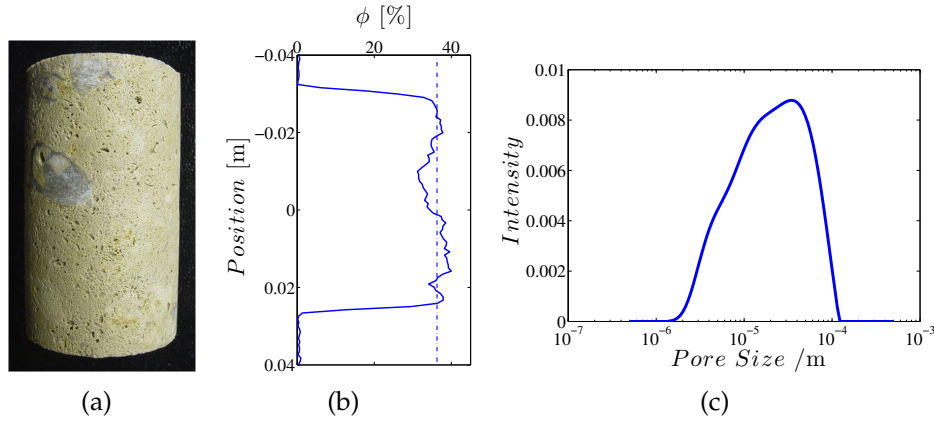 ϕ [%]
0 20 40
−0.04
−0.02
0
0.02
0.04
Position [m]
(a)
(b)
0.01
0.008
0.006
0.004
0.002
0
Intensity
10⁻⁷ 10⁻⁶ 10⁻⁵ 10⁻⁴ 10⁻³
Pore Size /m
(c)